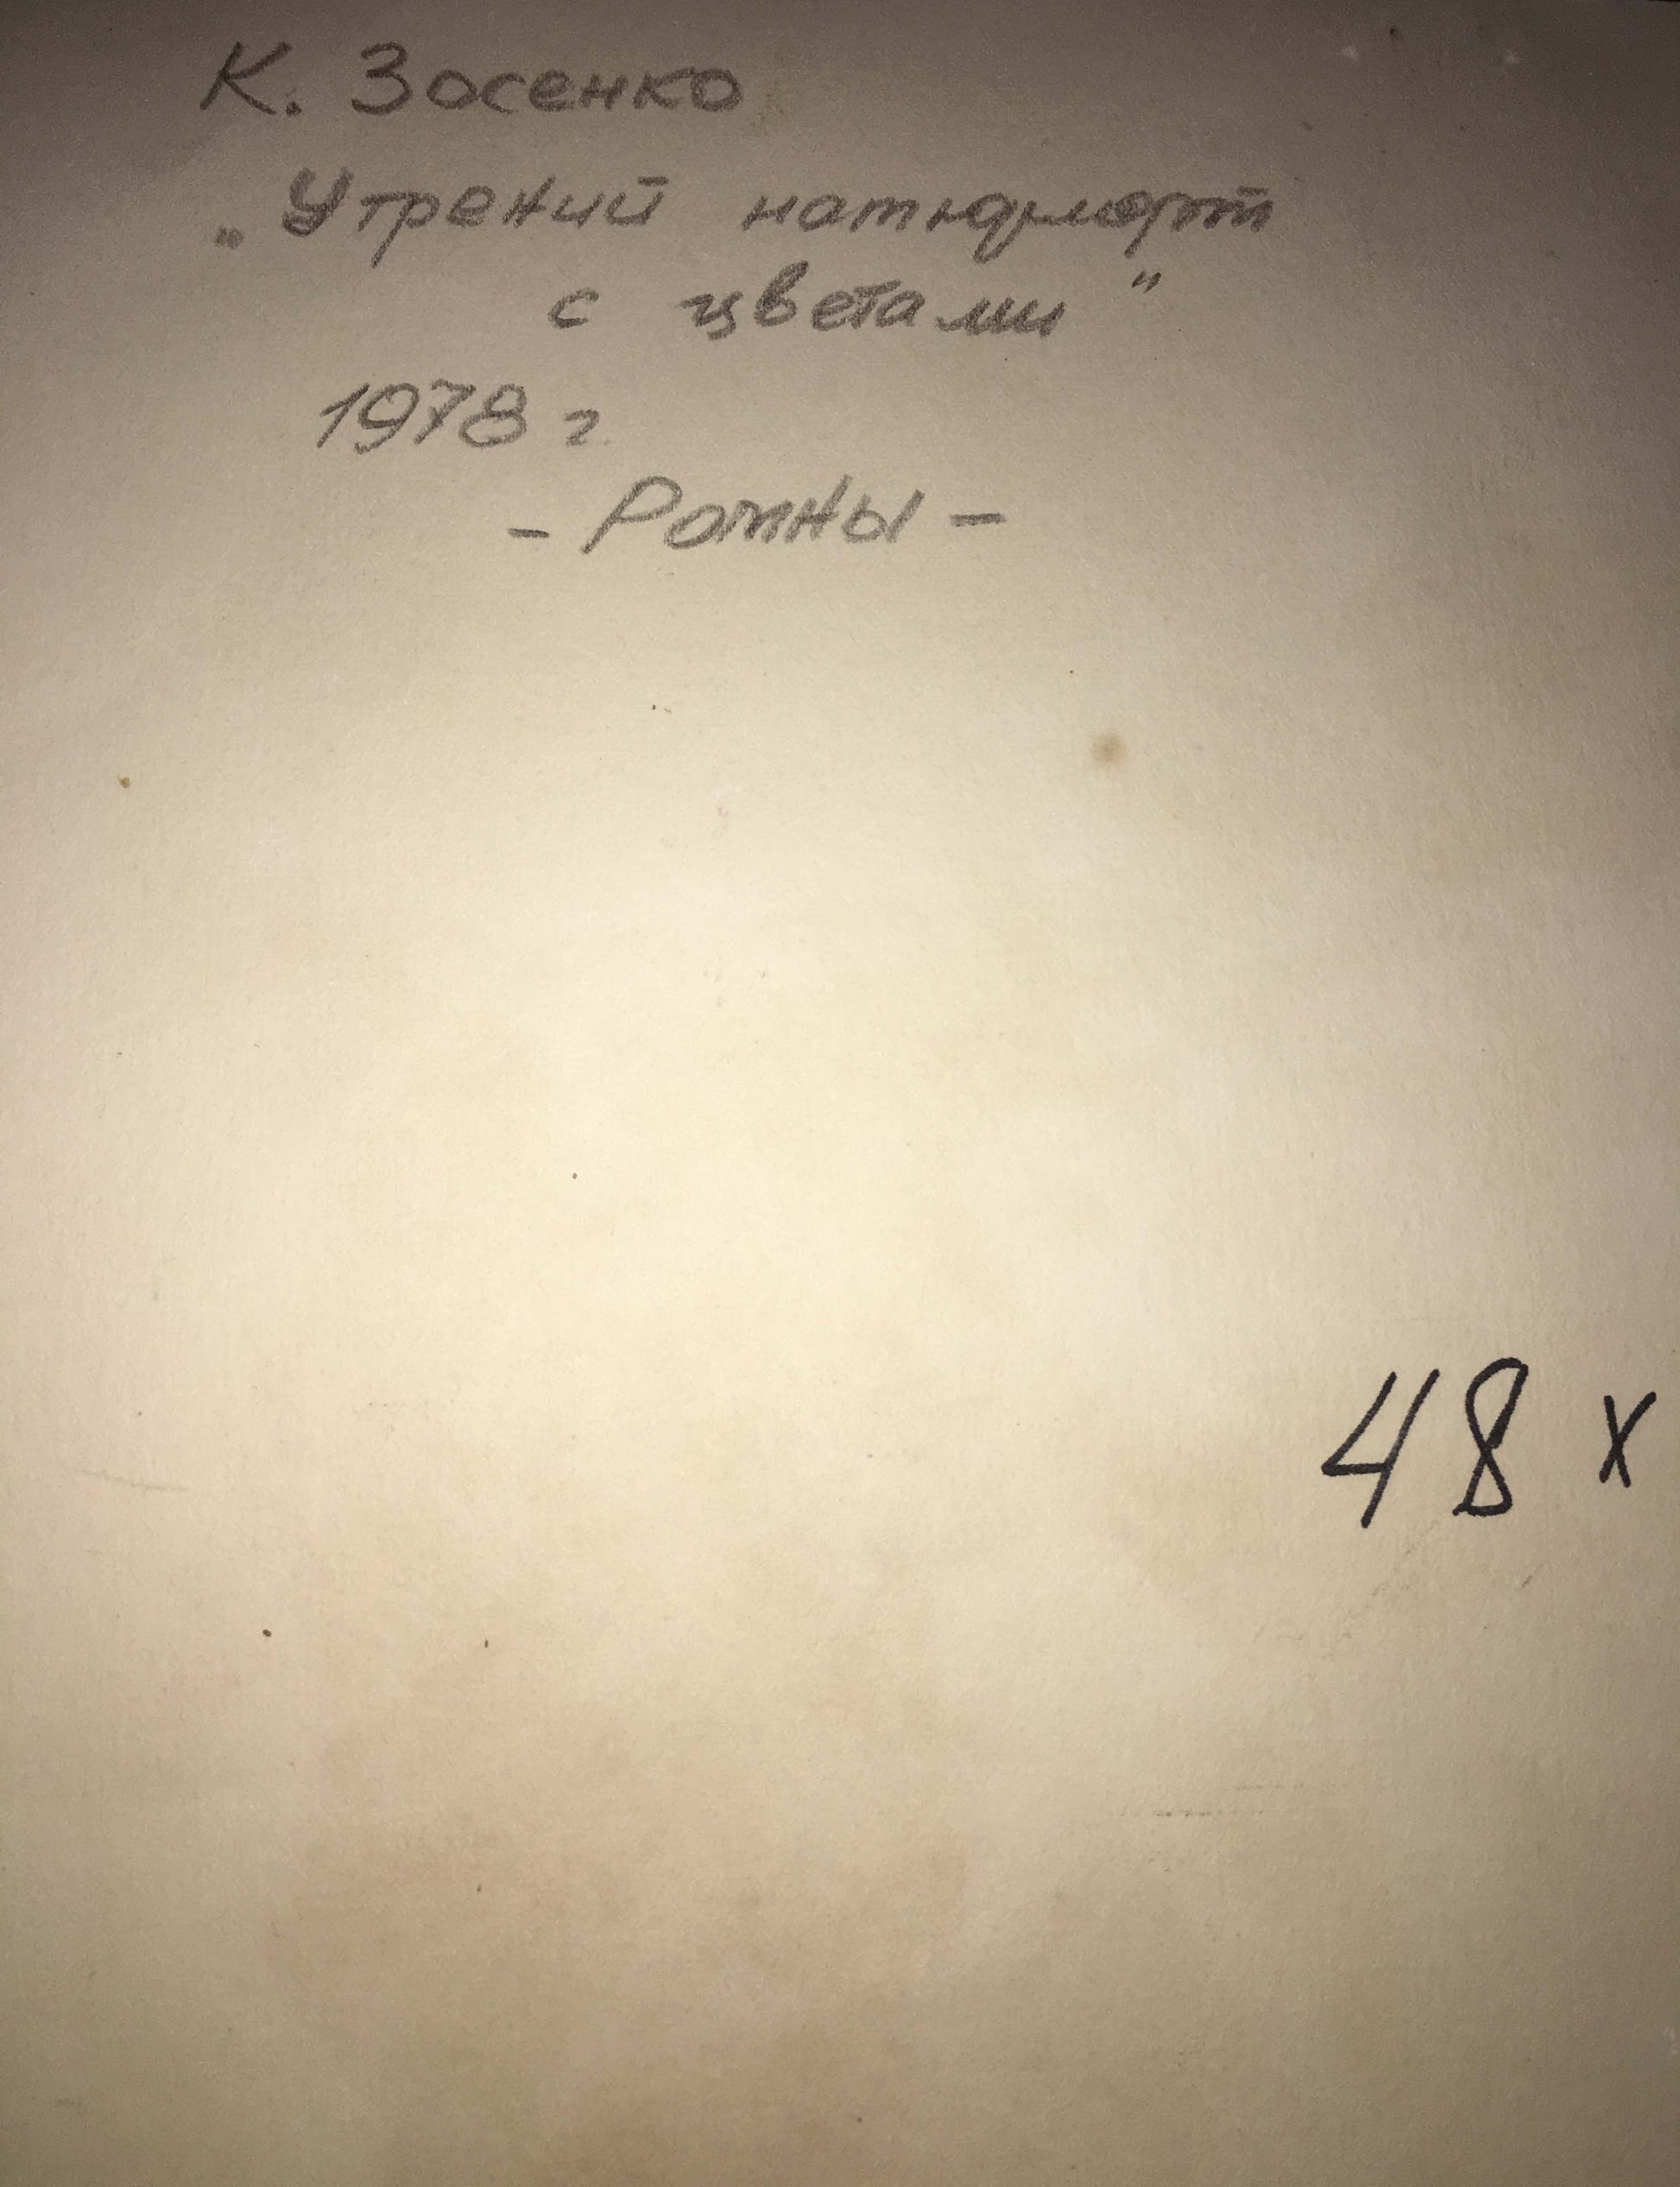 К. Зосенко
„Утрений натюрморт
с цветами"
1978 г.
- Ромны -
48 х